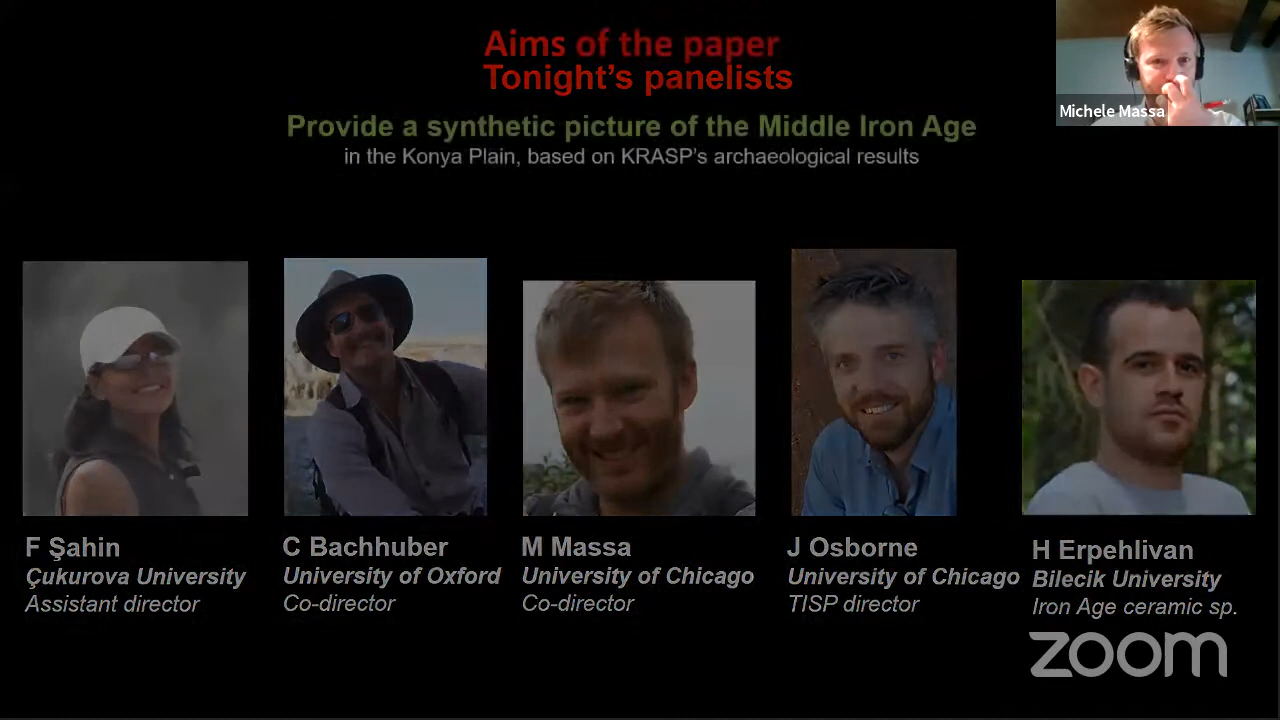 Aims of the paper
Tonight's panelists
Provide a synthetic picture of the Middle Iron Age
in the Konya Plain, based on KRASP's archaeological results
Michele Massa
F Şahin
Çukurova University
Assistant director
C Bachhuber
University of Oxford
Co-director
M Massa
University of Chicago
Co-director
J Osborne
University of Chicago
TISP director
H Erpehlivan
Bilecik University
Iron Age ceramic sp.
zoom